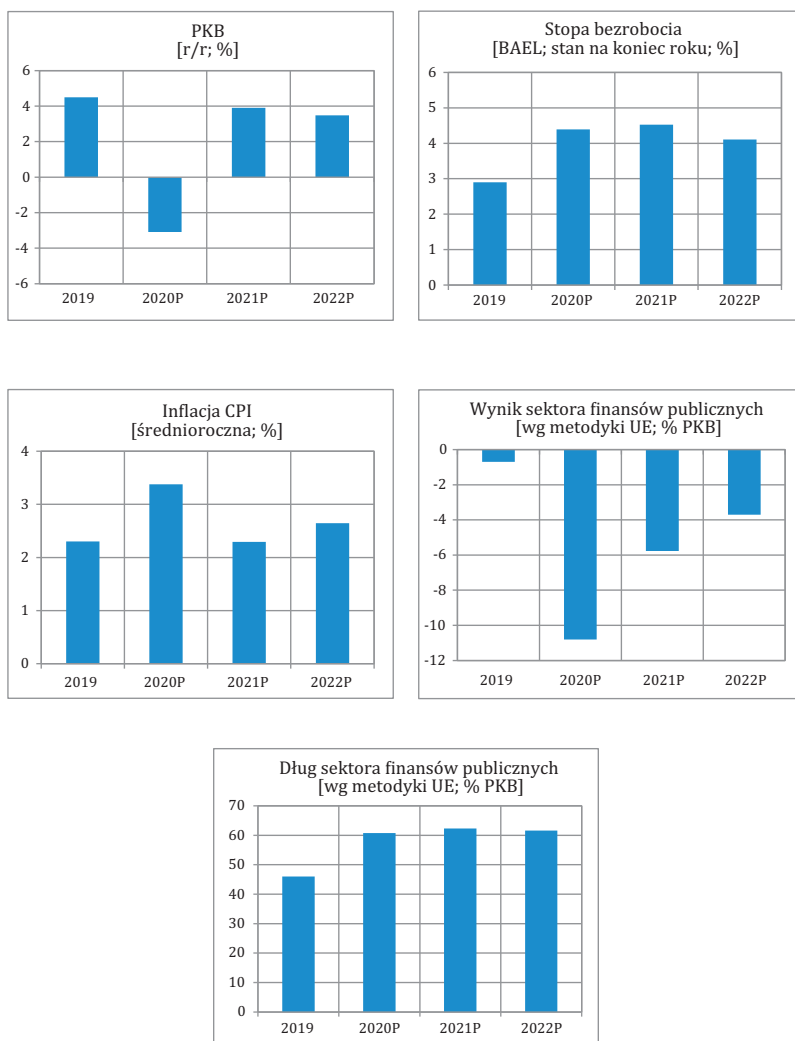 PKB
[r/r; %]
6
4
2
0
-2
-4
-6
2019 2020P 2021P 2022P
Stopa bezrobocia
[BAEL; stan na koniec roku; %]
6
5
4
3
2
1
0
2019 2020P 2021P 2022P
Inflacja CPI
[średnioroczna; %]
4
3
2
1
0
2019 2020P 2021P 2022P
Wynik sektora finansów publicznych
[wg metodyki UE; % PKB]
0
-2
-4
-6
-8
-10
-12
2019 2020P 2021P 2022P
Dług sektora finansów publicznych
[wg metodyki UE; % PKB]
70
60
50
40
30
20
10
0
2019 2020P 2021P 2022P